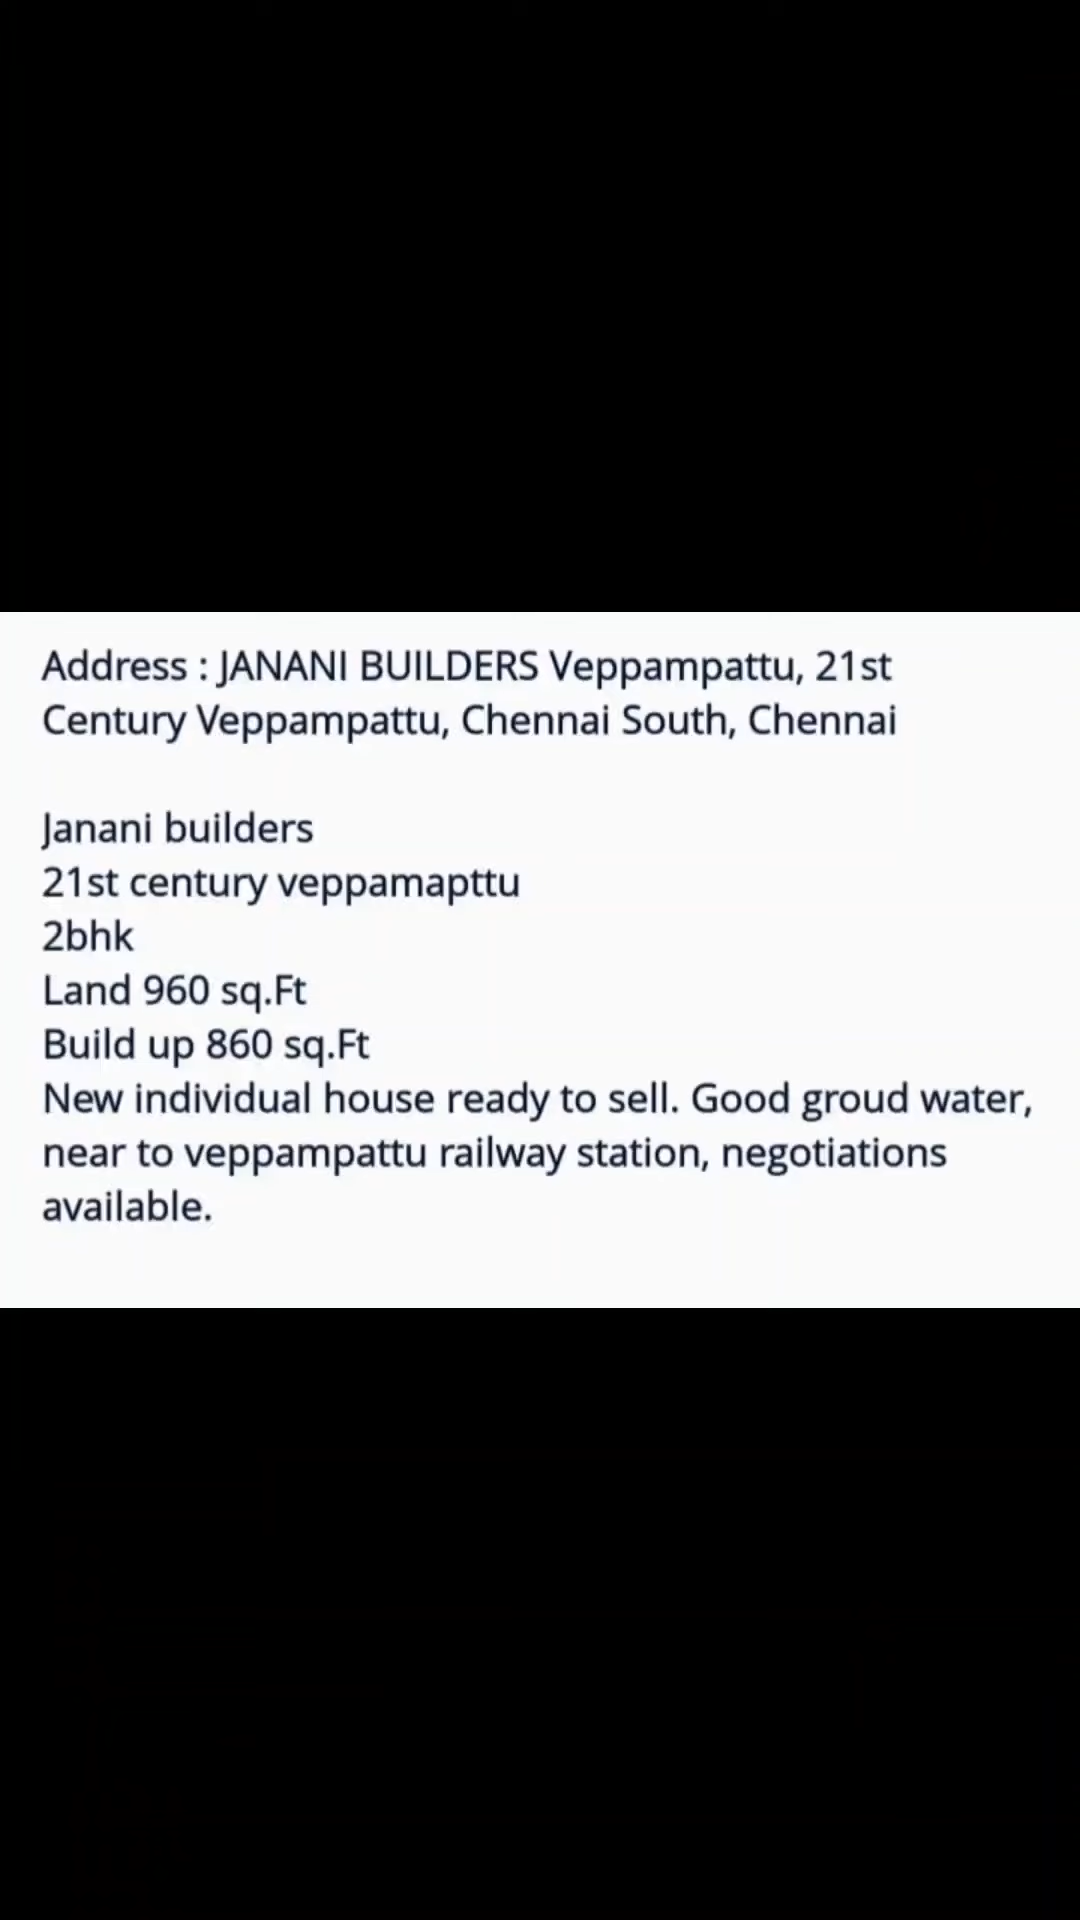 Address : JANANI BUILDERS Veppampattu, 21st
Century Veppampattu, Chennai South, Chennai
Janani builders
21st century veppamapttu
2bhk
Land 960 sq.Ft
Build up 860 sq.Ft
New individual house ready to sell. Good groud water,
near to veppampattu railway station, negotiations
available.